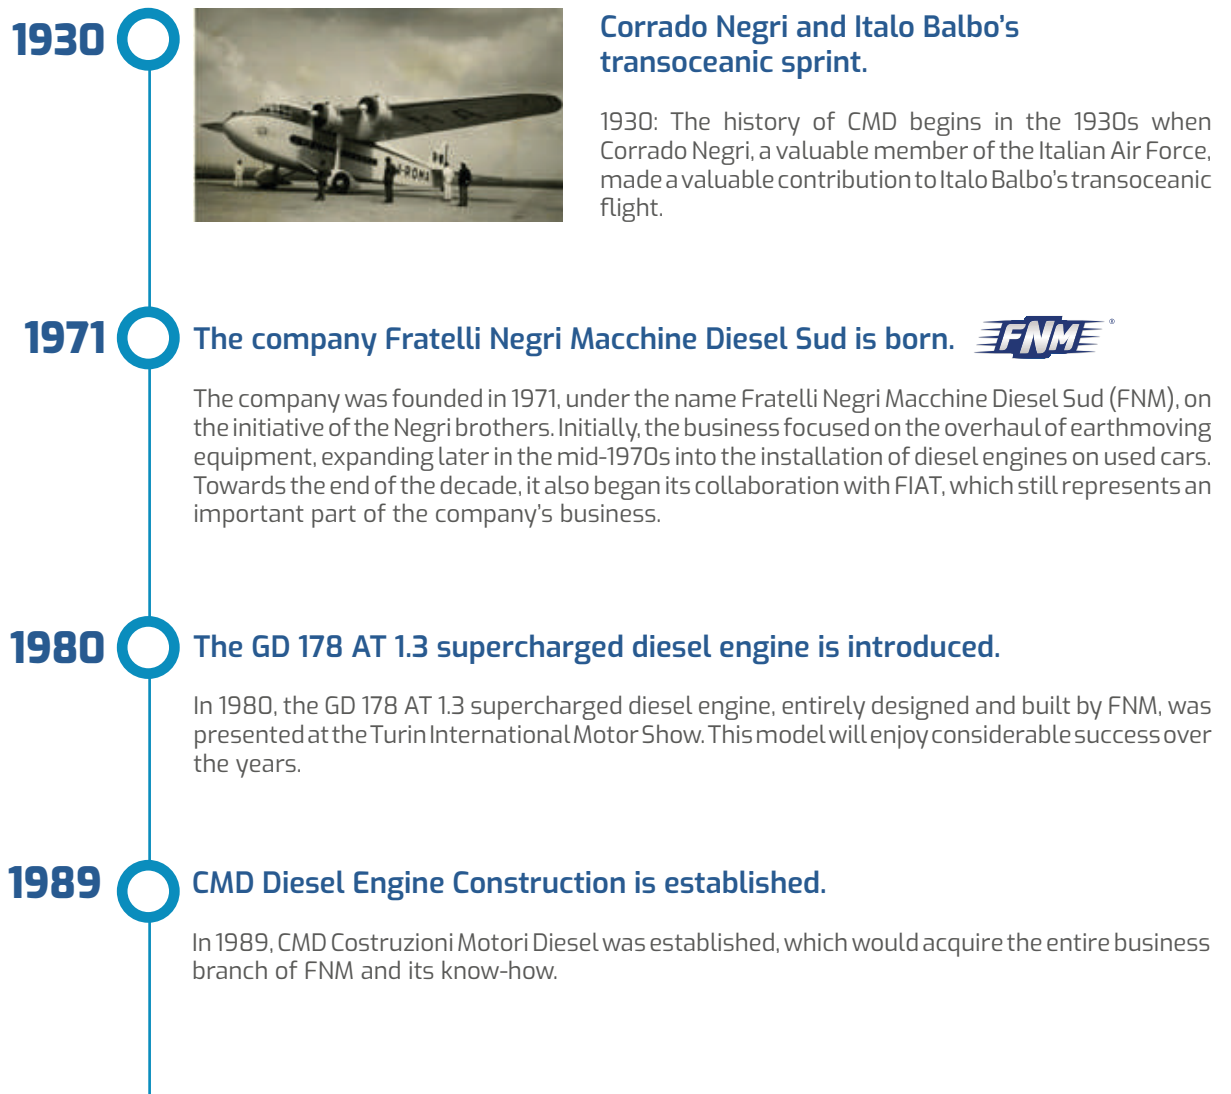 1930
Corrado Negri and Italo Balbo’s
transoceanic sprint.
1930: The history of CMD begins in the 1930s when
Corrado Negri, a valuable member of the Italian Air Force,
made a valuable contribution to Italo Balbo’s transoceanic
flight.
I-ROMA
1971
The company Fratelli Negri Macchine Diesel Sud is born.
FNM®
The company was founded in 1971, under the name Fratelli Negri Macchine Diesel Sud (FNM), on
the initiative of the Negri brothers. Initially, the business focused on the overhaul of earthmoving
equipment, expanding later in the mid-1970s into the installation of diesel engines on used cars.
Towards the end of the decade, it also began its collaboration with FIAT, which still represents an
important part of the company’s business.
1980
The GD 178 AT 1.3 supercharged diesel engine is introduced.
In 1980, the GD 178 AT 1.3 supercharged diesel engine, entirely designed and built by FNM, was
presented at the Turin International Motor Show. This model will enjoy considerable success over
the years.
1989
CMD Diesel Engine Construction is established.
In 1989, CMD Costruzioni Motori Diesel was established, which would acquire the entire business
branch of FNM and its know-how.